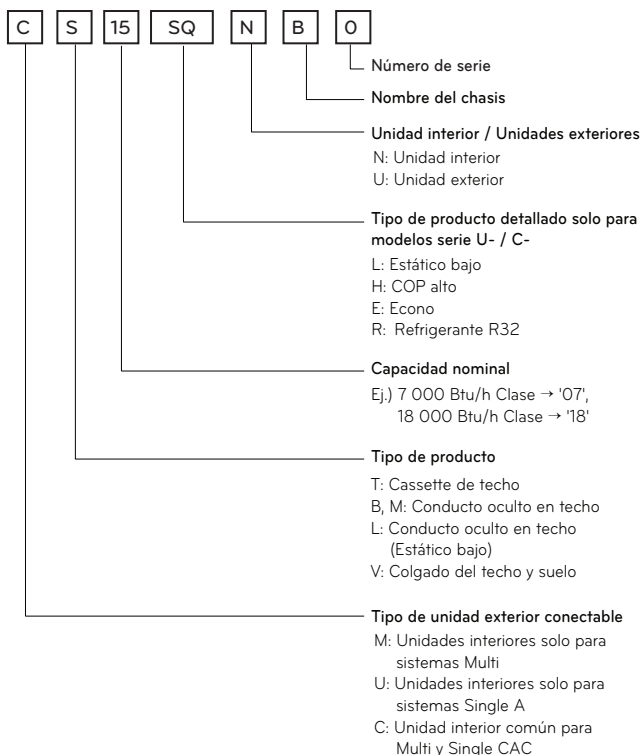 C S 15 SQ N B 0
Número de serie
Nombre del chasis
Unidad interior / Unidades exteriores
N: Unidad interior
U: Unidad exterior
Tipo de producto detallado solo para
modelos serie U- / C-
L: Estático bajo
H: COP alto
E: Econo
R: Refrigerante R32
Capacidad nominal
Ej.) 7 000 Btu/h Clase → '07',
18 000 Btu/h Clase → '18'
Tipo de producto
T: Cassette de techo
B, M: Conducto oculto en techo
L: Conducto oculto en techo
(Estático bajo)
V: Colgado del techo y suelo
Tipo de unidad exterior conectable
M: Unidades interiores solo para
sistemas Multi
U: Unidades interiores solo para
sistemas Single A
C: Unidad interior común para
Multi y Single CAC